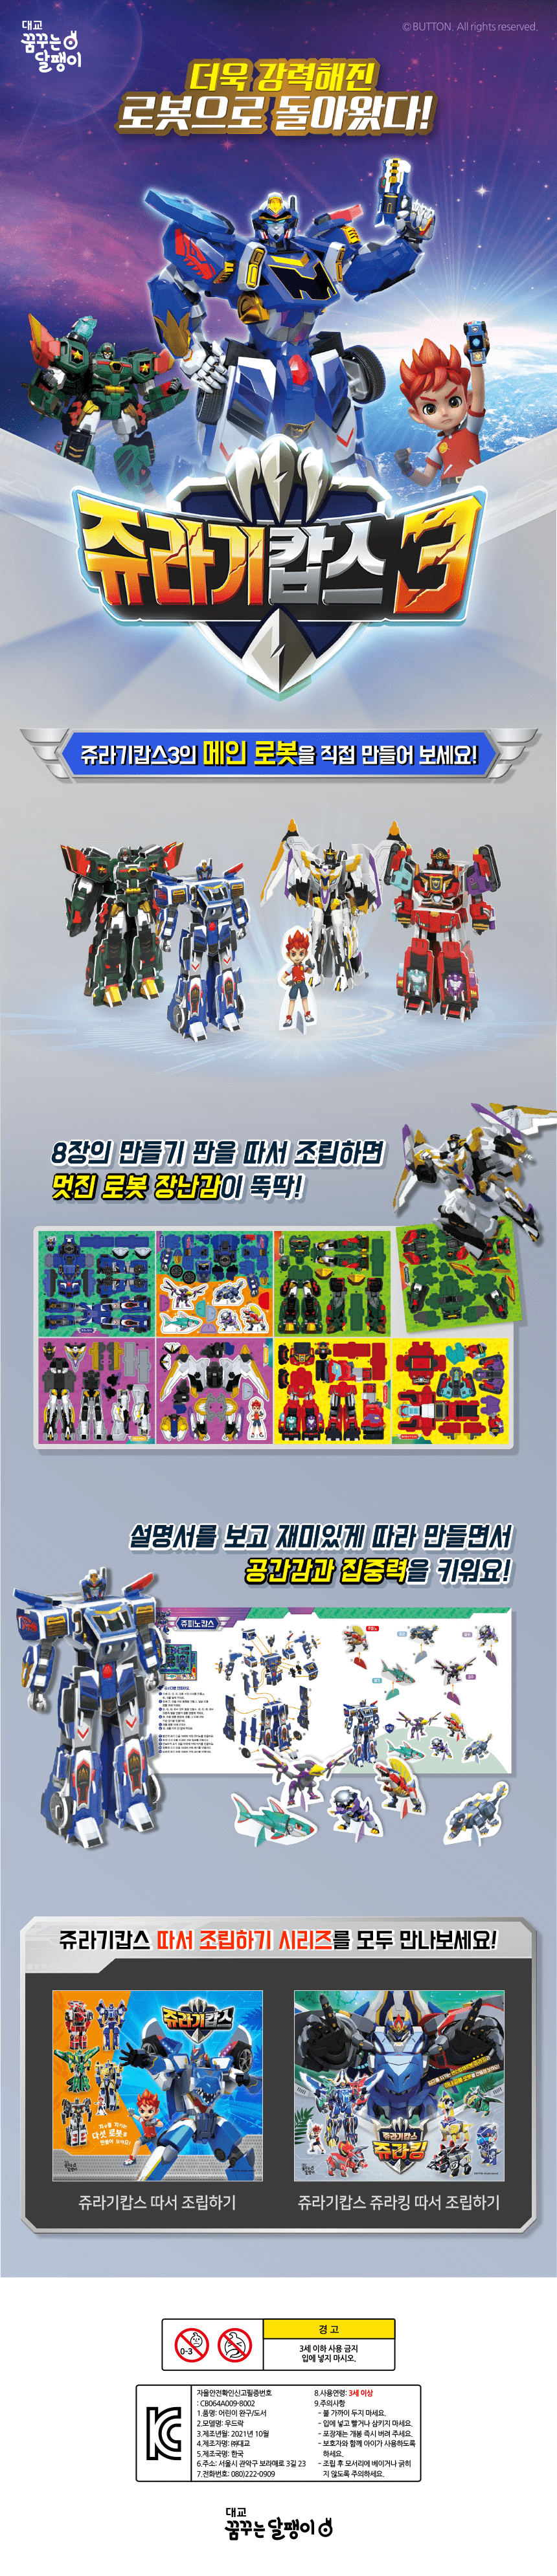 대교
꿈꾸는
달팽이
© BUTTON. All rights reserved.
더욱 강력해진
로봇으로 돌아왔다!
쥬라기캅스3
쥬라기캅스3의 메인 로봇을 직접 만들어 보세요!
8장의 만들기 판을 따서 조립하면
멋진 로봇 장난감이 뚝딱!
설명서를 보고 재미있게 따라 만들면서
공간감과 집중력을 키워요!
쥬라기캅스 따서 조립하기 시리즈를 모두 만나보세요!
쥬라기캅스
다섯 로봇을
쥬라기캅스
쥬라킹
쥬라기캅스 따서 조립하기
쥬라기캅스 쥬라킹 따서 조립하기
0-3
경 고
3세 이하 사용 금지
입에 넣지 마시오.
자율안전확인신고필증번호
: CB064A009-8002
1.품명: 어린이 완구/도서
2.모델명: 우드락
3.제조년월: 2021년 10월
4.제조자명: ㈜대교
5.제조국명: 한국
6.주소: 서울시 관악구 보라매로 3길 23
7.전화번호: 080)222-0909
8.사용연령: 3세 이상
9.주의사항
- 불 가까이 두지 마세요.
- 입에 넣고 빨거나 삼키지 마세요.
- 포장재는 개봉 즉시 버려 주세요.
- 보호자와 함께 아이가 사용하도록
하세요.
- 조립 후 모서리에 베이거나 긁히
지 않도록 주의하세요.
대교
꿈꾸는 달팽이